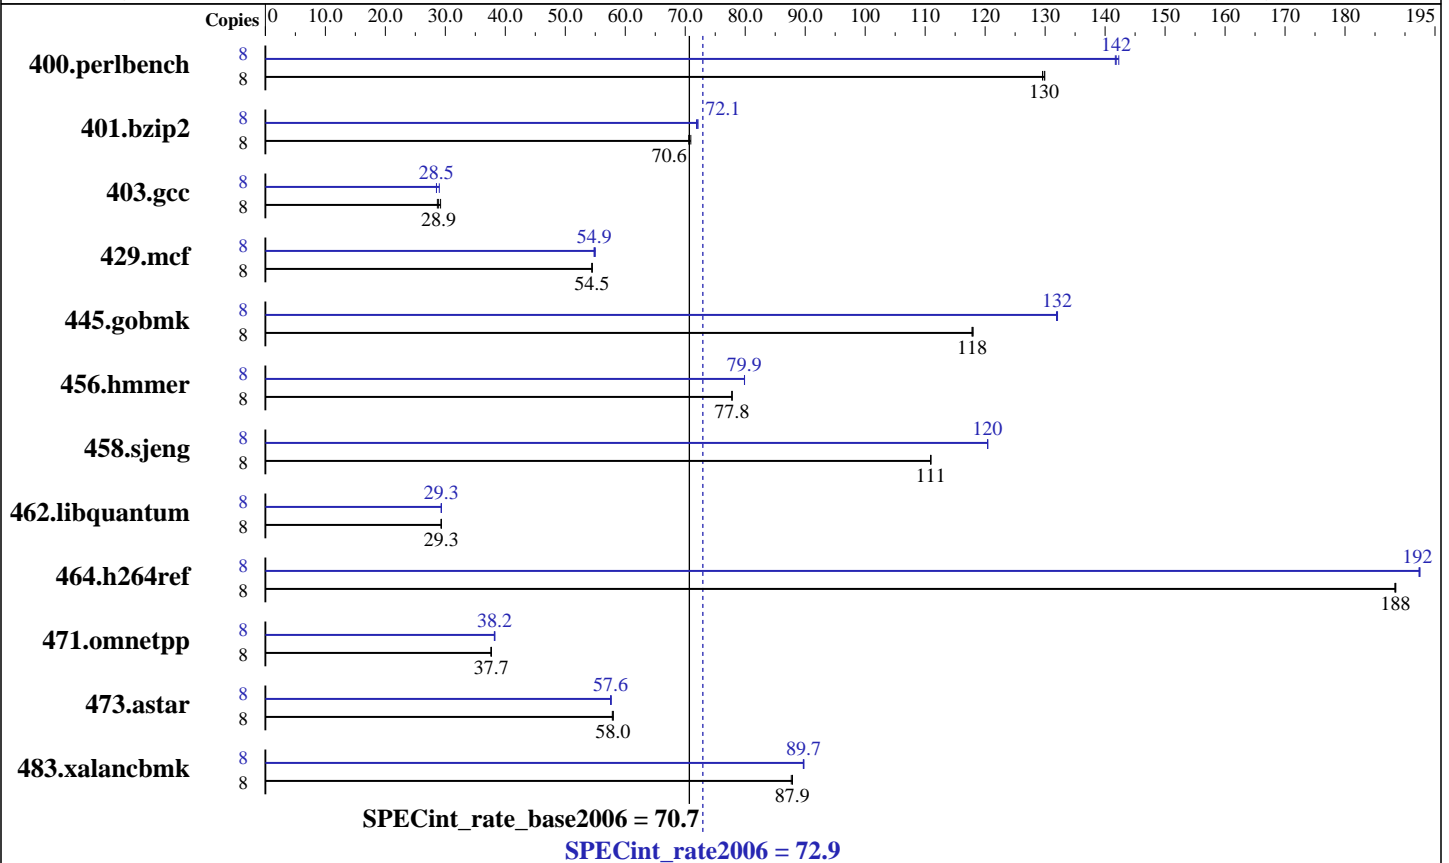 Copies 0 10.0 20.0 30.0 40.0 50.0 60.0 70.0 80.0 90.0 100 110 120 130 140 150 160 170 180 195
400.perlbench 8 142
8 130
401.bzip2 8 72.1
8 70.6
403.gcc 8 28.5
8 28.9
429.mcf 8 54.9
8 54.5
445.gobmk 8 132
8 118
456.hmmer 8 79.9
8 77.8
458.sjeng 8 120
8 111
462.libquantum 8 29.3
8 29.3
464.h264ref 8 192
8 188
471.omnetpp 8 38.2
8 37.7
473.astar 8 57.6
8 58.0
483.xalancbmk 8 89.7
8 87.9
SPECint_rate_base2006 = 70.7
SPECint_rate2006 = 72.9